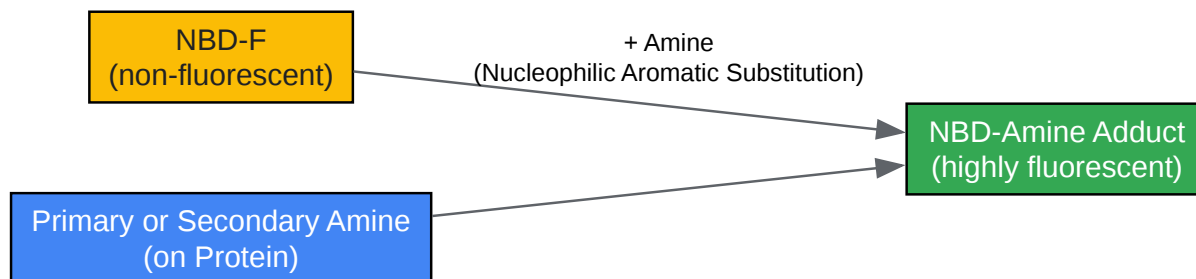 NBD-F
(non-fluorescent)
+ Amine
(Nucleophilic Aromatic Substitution)
NBD-Amine Adduct
(highly fluorescent)
Primary or Secondary Amine
(on Protein)